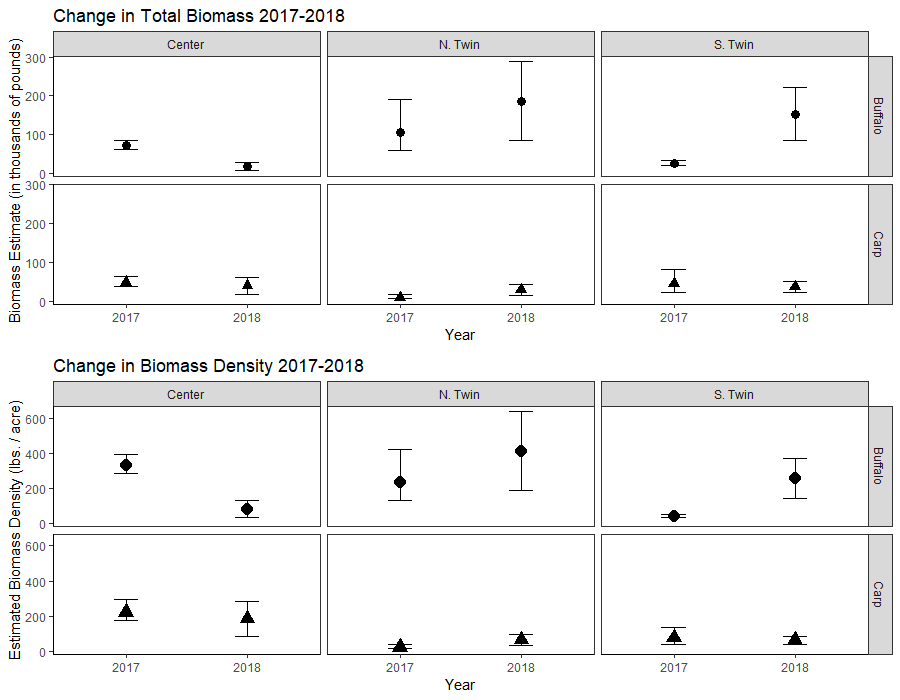 Change in Total Biomass 2017-2018
Center
N. Twin
S. Twin
Biomass Estimate (in thousands of pounds)
300
200
100
0
Buffalo
300
200
100
0
Carp
2017
2018
2017
2018
2017
2018
Year
Change in Biomass Density 2017-2018
Center
N. Twin
S. Twin
Estimated Biomass Density (lbs. / acre)
600
400
200
0
Buffalo
600
400
200
0
Carp
2017
2018
2017
2018
2017
2018
Year